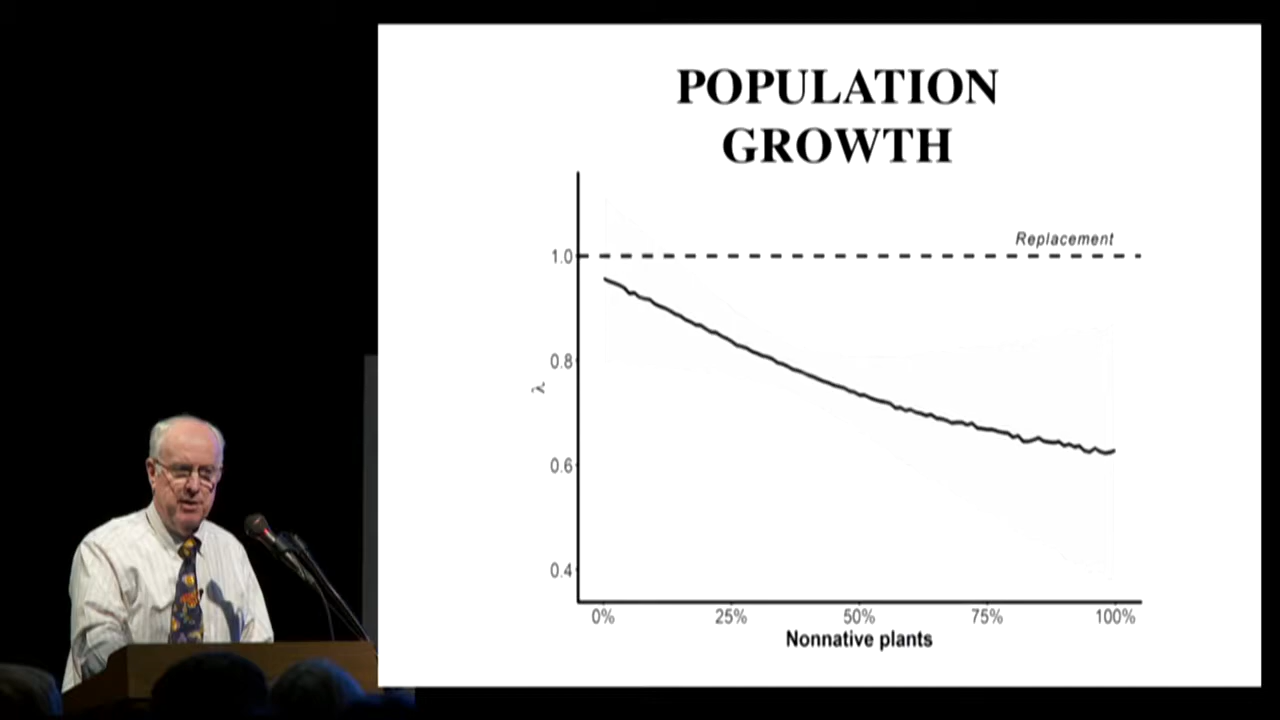 POPULATION
GROWTH
Replacement
1.0
0.8
λ
0.6
0.4
0% 25% 50% 75% 100%
Nonnative plants